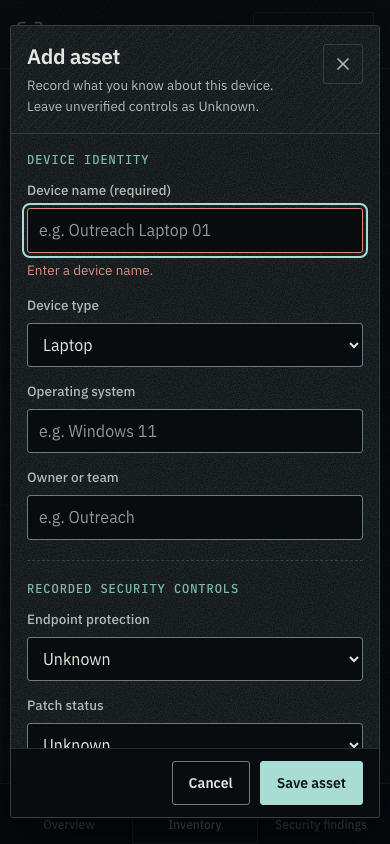 Add asset
Record what you know about this device.
Leave unverified controls as Unknown.
DEVICE IDENTITY
Device name (required)
e.g. Outreach Laptop 01
Enter a device name.
Device type
Laptop
Operating system
e.g. Windows 11
Owner or team
e.g. Outreach
RECORDED SECURITY CONTROLS
Endpoint protection
Unknown
Patch status
Unknown
Cancel
Save asset
Overview
Inventory
Security findings